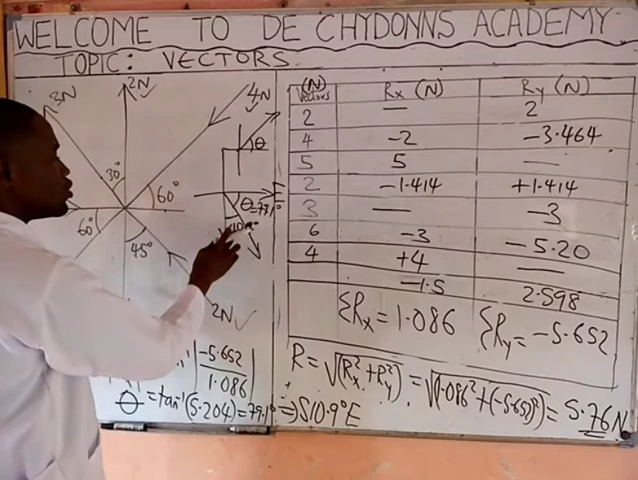 WELCOME TO DE CHYDONNS ACADEMY
TOPIC: VECTORS
3N
2N
4N
30°
60°
60°
45°
θ
E
2N
Vectors (N) Rx (N) Ry (N)
2 — 2
4 -2 -3.464
5 5 —
2 -1.414 +1.414
3 — -3
6 -3 -5.20
4 +4 —
-1.5 2.598
ΣRx = 1.086 ΣRy = -5.652
R = √(Rx² + Ry²) = √(1.086² + (-5.652)²) = 5.76N
|-5.652 / 1.086|
θ = tan⁻¹(5.204) = 79.1° ⇒ S10.9°E